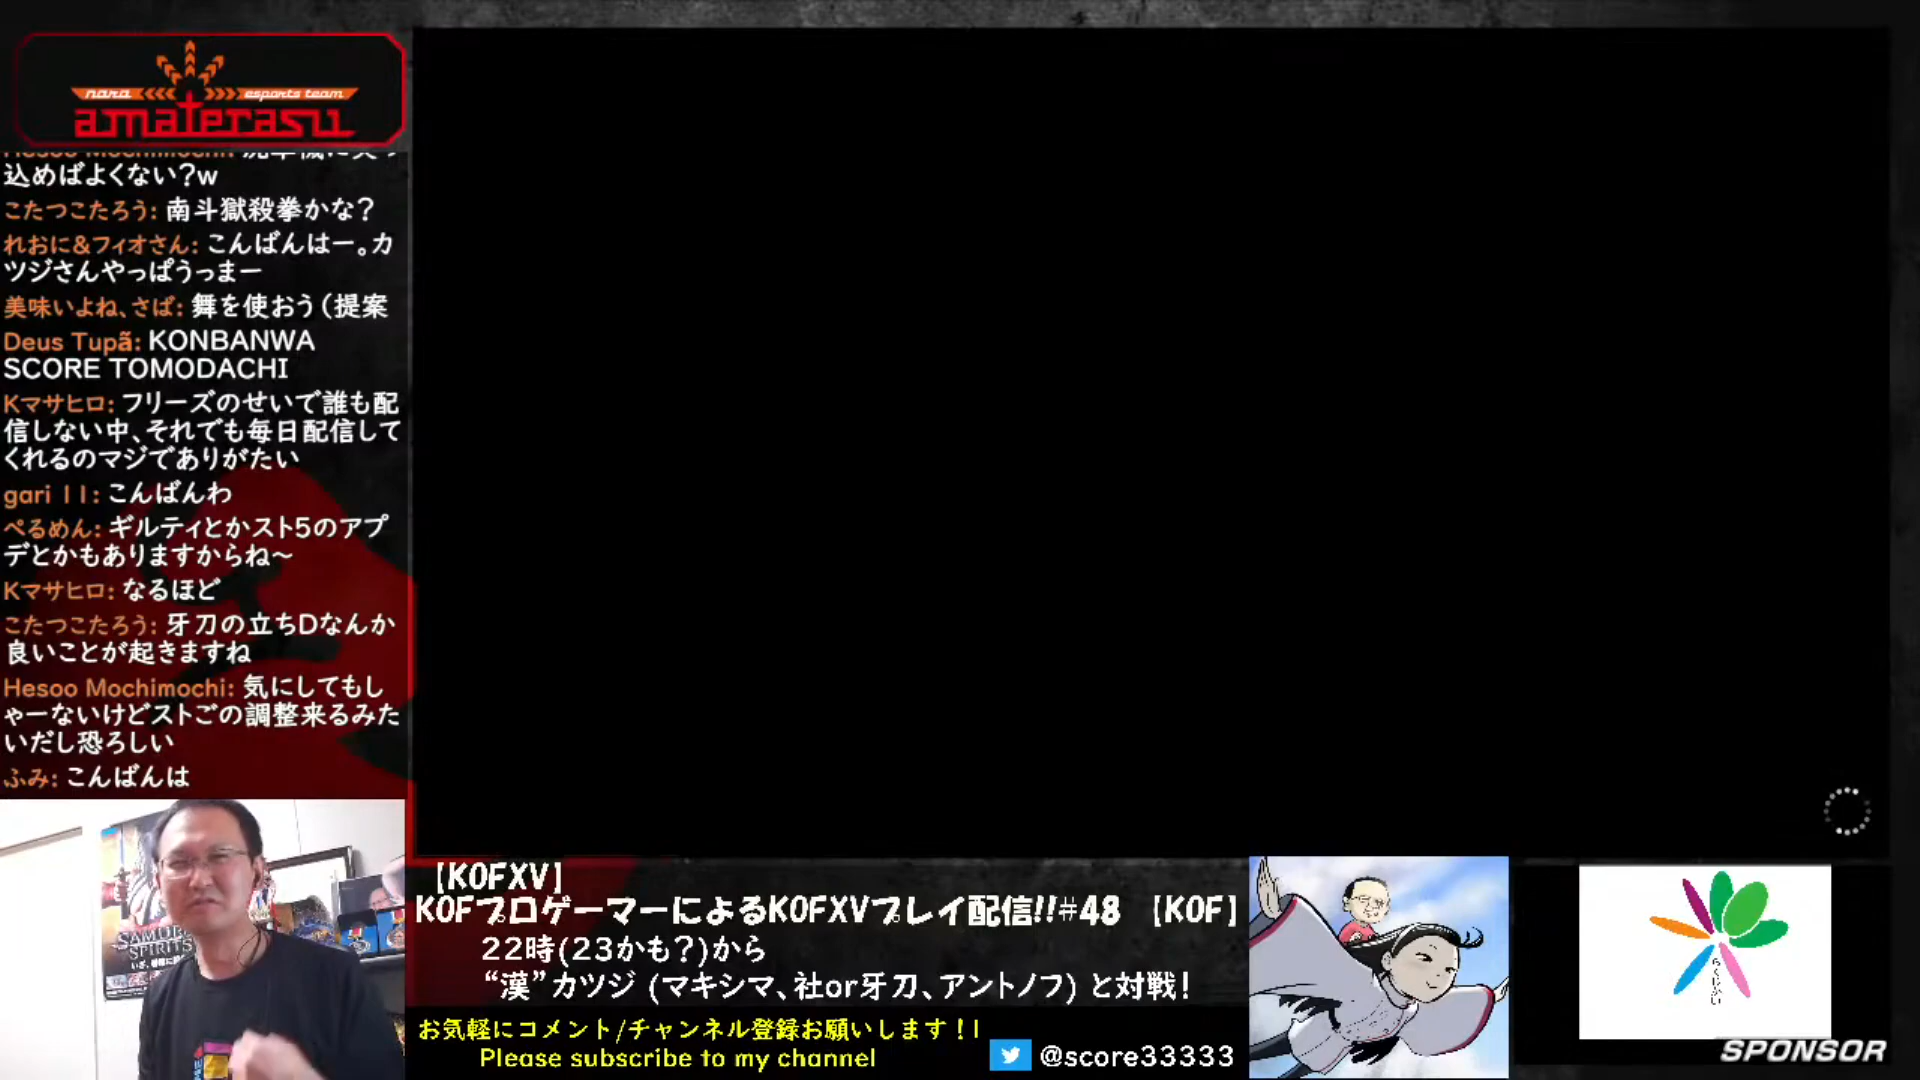 nara esports team
amaterasu
込めばよくない?w
こたつこたろう: 南斗獄殺拳かな?
れおに&フィオさん: こんばんはー。カ
ツジさんやっぱうっまー
美味いよね、さば: 舞を使おう(提案
Deus Tupã: KONBANWA
SCORE TOMODACHI
Kマサヒロ: フリーズのせいで誰も配
信しない中、それでも毎日配信して
くれるのマジでありがたい
gari 11: こんばんわ
ぺるめん: ギルティとかスト5のアプ
デとかもありますからね~
Kマサヒロ: なるほど
こたつこたろう: 牙刀の立ちDなんか
良いことが起きますね
Hesoo Mochimochi: 気にしてもし
ゃーないけどストごの調整来るみた
いだし恐ろしい
ふみ: こんばんは
SAMURAI
SPIRITS
【KOFXV】
KOFプロゲーマーによるKOFXVプレイ配信!!#48 【KOF】
22時(23かも?)から
“漢”カツジ (マキシマ、社or牙刀、アントノフ) と対戦!
お気軽にコメント/チャンネル登録お願いします!|
Please subscribe to my channel
@score33333
らくじかい
SPONSOR